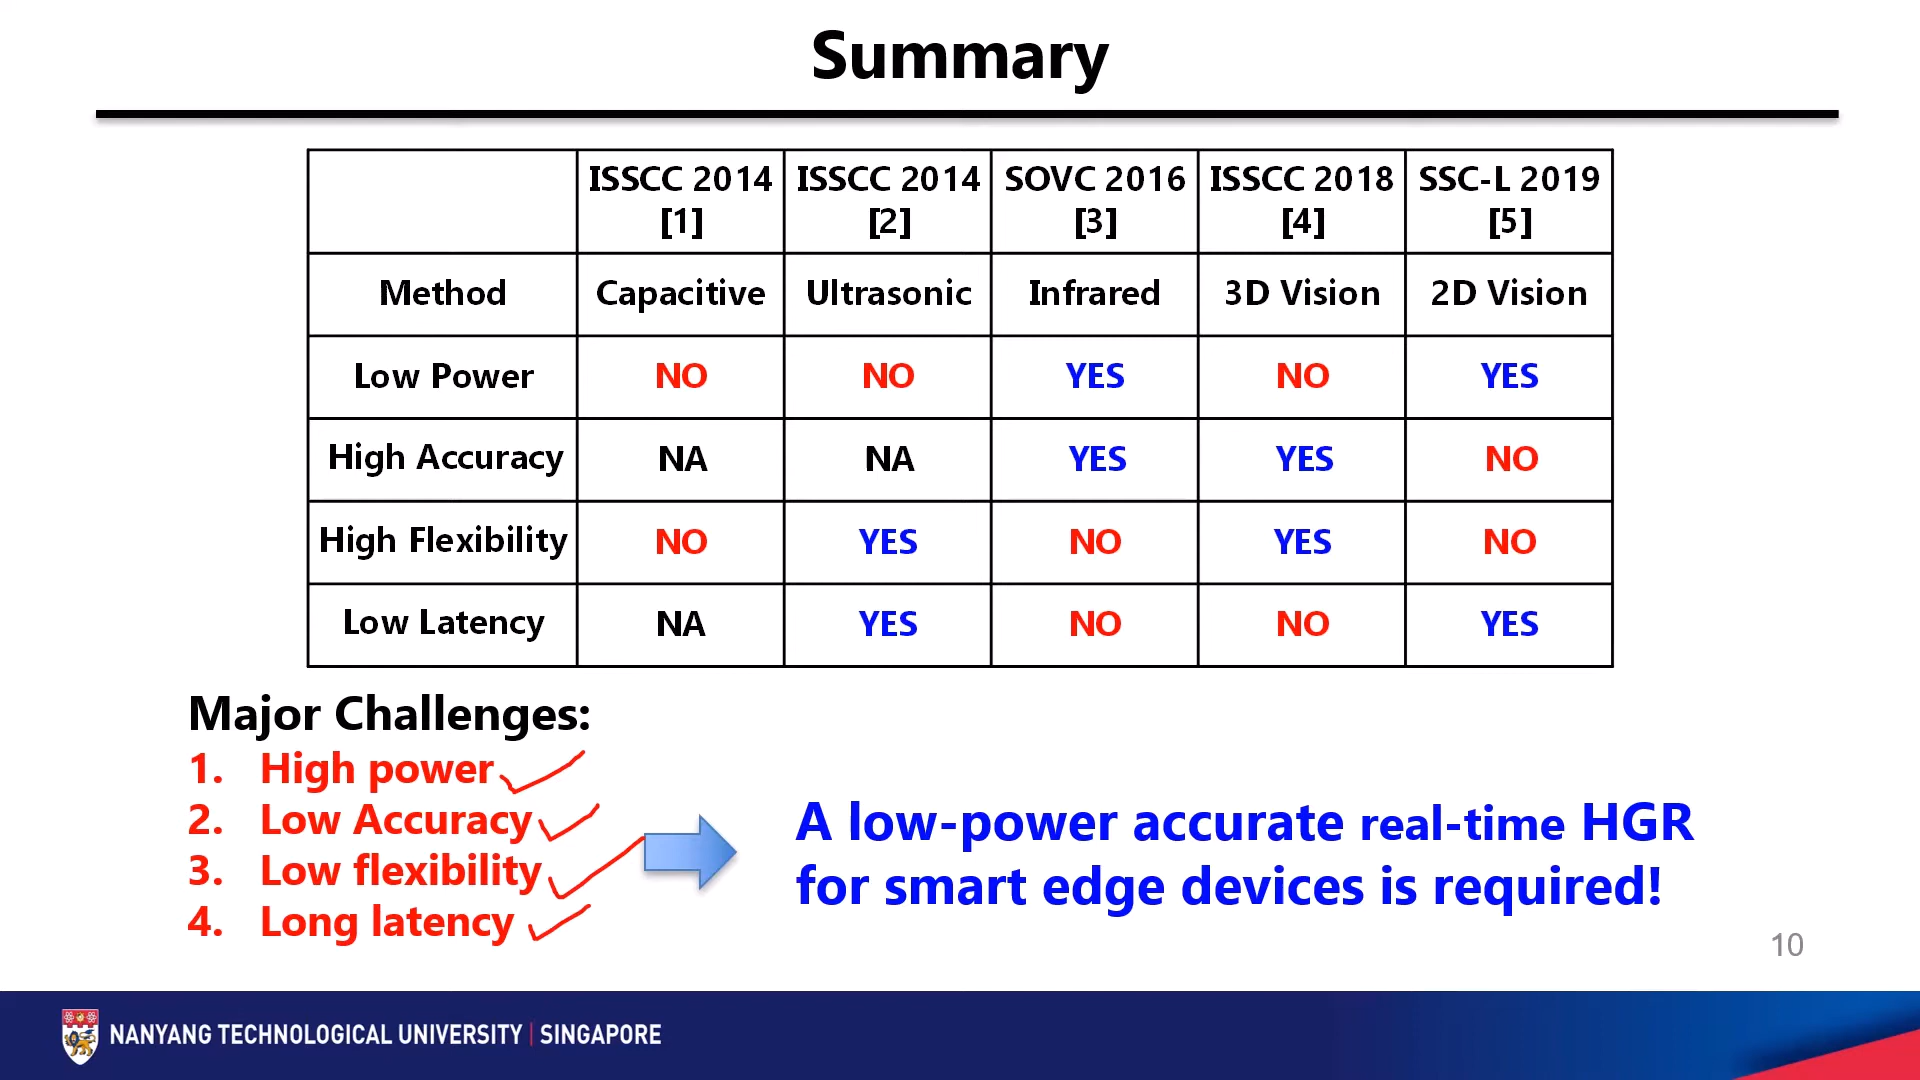 Summary
ISSCC 2014 [1] ISSCC 2014 [2] SOVC 2016 [3] ISSCC 2018 [4] SSC-L 2019 [5]
Method Capacitive Ultrasonic Infrared 3D Vision 2D Vision
Low Power NO NO YES NO YES
High Accuracy NA NA YES YES NO
High Flexibility NO YES NO YES NO
Low Latency NA YES NO NO YES
Major Challenges:
1. High power
2. Low Accuracy
3. Low flexibility
4. Long latency
A low-power accurate real-time HGR
for smart edge devices is required!
10
NANYANG TECHNOLOGICAL UNIVERSITY | SINGAPORE